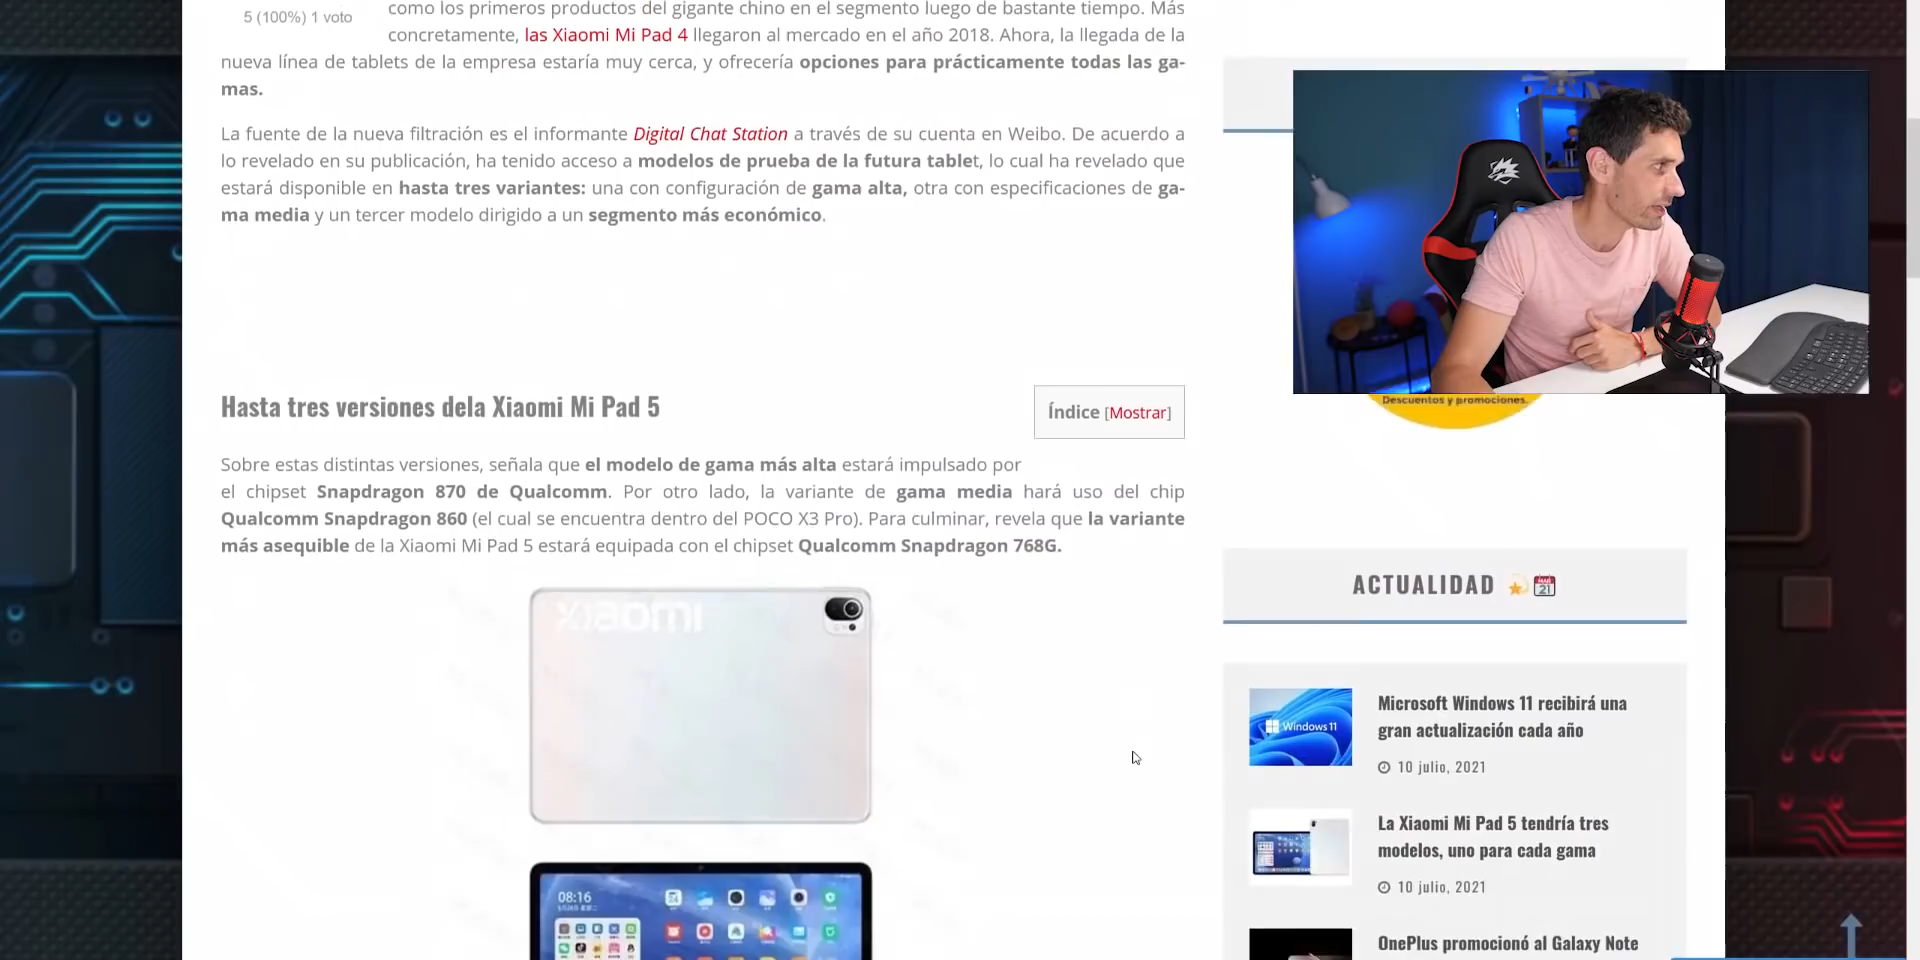 5 (100%) 1 voto
como los primeros productos del gigante chino en el segmento luego de bastante tiempo. Más
concretamente, las Xiaomi Mi Pad 4 llegaron al mercado en el año 2018. Ahora, la llegada de la
nueva línea de tablets de la empresa estaría muy cerca, y ofrecería opciones para prácticamente todas las ga-
mas.
La fuente de la nueva filtración es el informante Digital Chat Station a través de su cuenta en Weibo. De acuerdo a
lo revelado en su publicación, ha tenido acceso a modelos de prueba de la futura tablet, lo cual ha revelado que
estará disponible en hasta tres variantes: una con configuración de gama alta, otra con especificaciones de ga-
ma media y un tercer modelo dirigido a un segmento más económico.
Hasta tres versiones dela Xiaomi Mi Pad 5
Índice [Mostrar]
Sobre estas distintas versiones, señala que el modelo de gama más alta estará impulsado por
el chipset Snapdragon 870 de Qualcomm. Por otro lado, la variante de gama media hará uso del chip
Qualcomm Snapdragon 860 (el cual se encuentra dentro del POCO X3 Pro). Para culminar, revela que la variante
más asequible de la Xiaomi Mi Pad 5 estará equipada con el chipset Qualcomm Snapdragon 768G.
xiaomi
08:16
Descuentos y promociones.
ACTUALIDAD
Windows 11
Microsoft Windows 11 recibirá una
gran actualización cada año
10 julio, 2021
La Xiaomi Mi Pad 5 tendría tres
modelos, uno para cada gama
10 julio, 2021
OnePlus promocionó al Galaxy Note